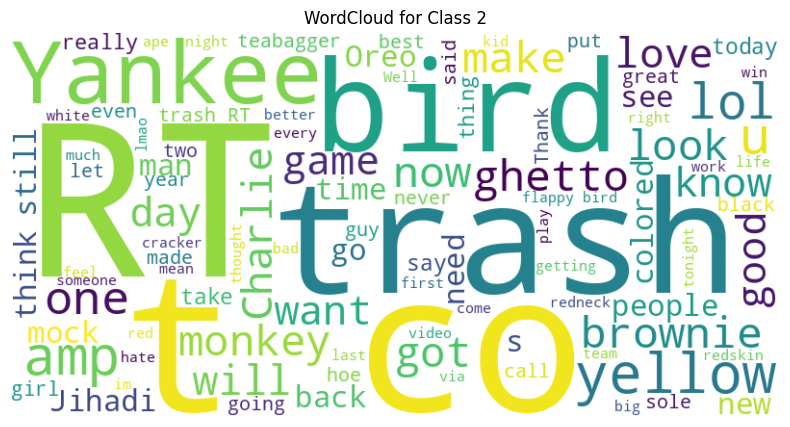 WordCloud for Class 2
Yankee
really
ape
night
teabagger
Oreo
best
Well
said
make
put
love
today
great
see
win
bird
kid
thing
lol
white
even
trash RT
better
every
right
RT
lmao
two
man
much
let
year
day
Charlie
game
time
now
never
ghetto
Thank
flappy bird
look
u
know
work
life
black
colored
think still
cracker
made
mean
thought
bad
guy
go
say
first
need
trash
play
getting
tonight
good
feel
someone
one
t
take
want
come
co
redneck
people
mock
red
monkey
video
got
s
brownie
amp
hate
last
via
call
team
redskin
girl
im
will
hoe
yellow
Jihadi
going
back
big
sole
new